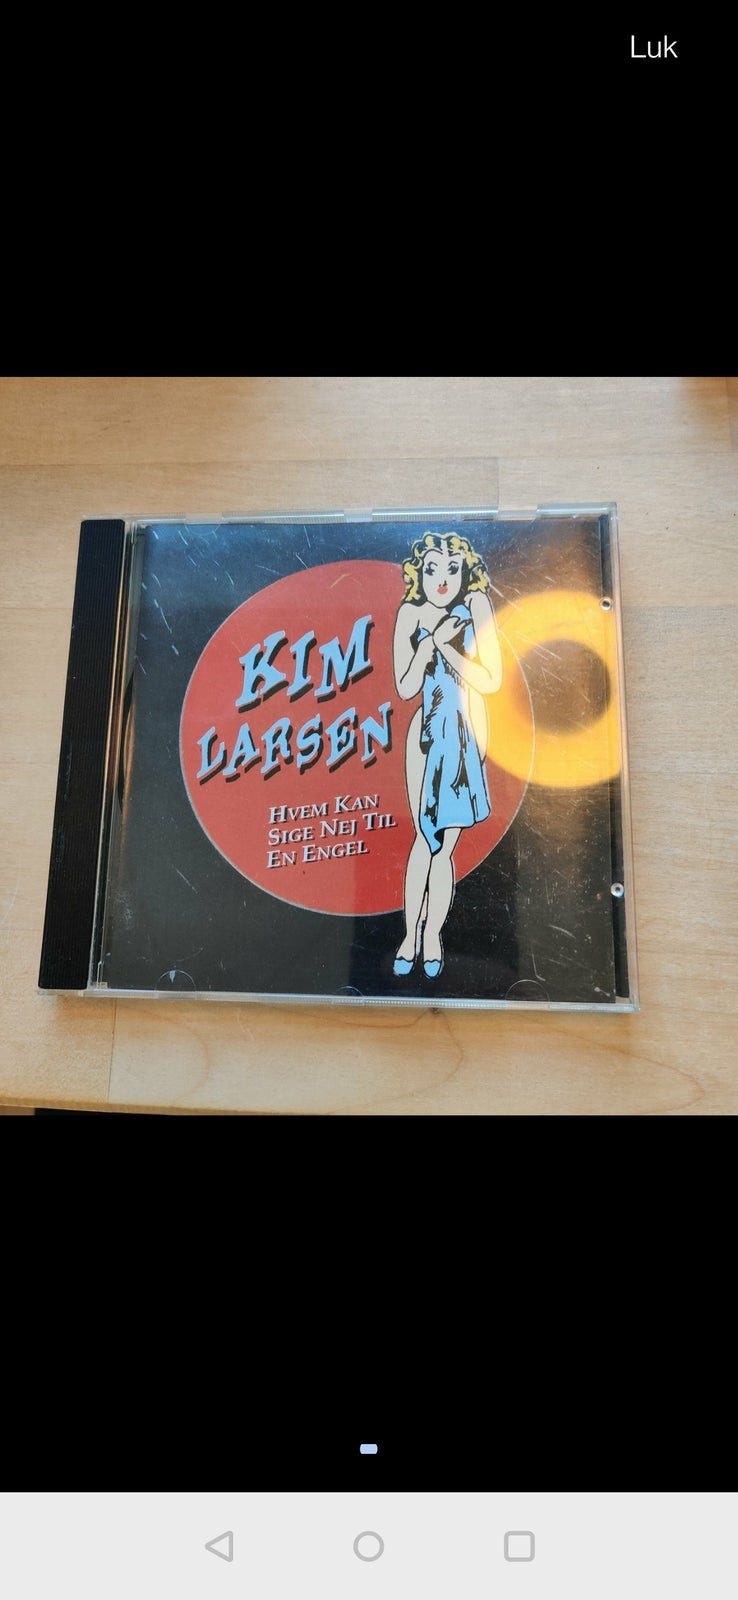 Luk
KIM
LARSEN
HVEM KAN
SIGE NEJ TIL
EN ENGEL